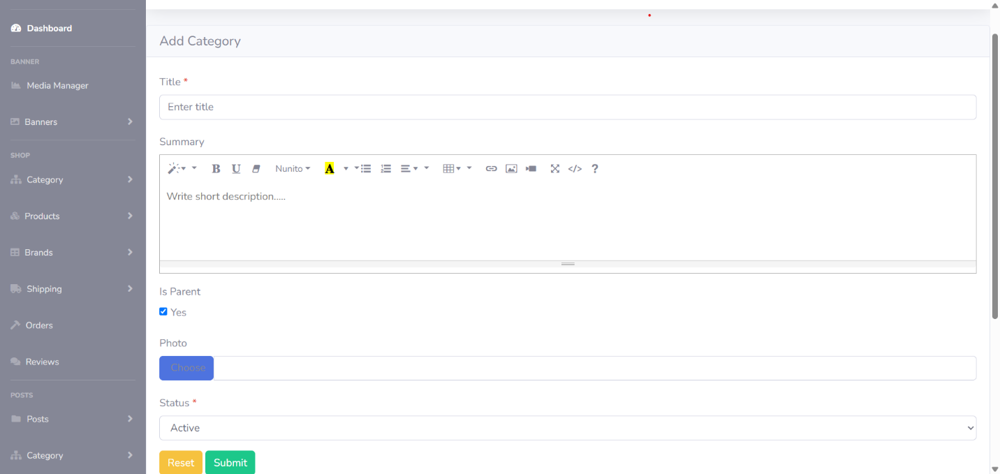 Dashboard
BANNER
Media Manager
Banners
SHOP
Category
Products
Brands
Shipping
Orders
Reviews
POSTS
Posts
Category
Add Category
Title *
Enter title
Summary
B U Nunito A </> ?
Write short description.....
Is Parent
Yes
Photo
Choose
Status *
Active
Reset Submit